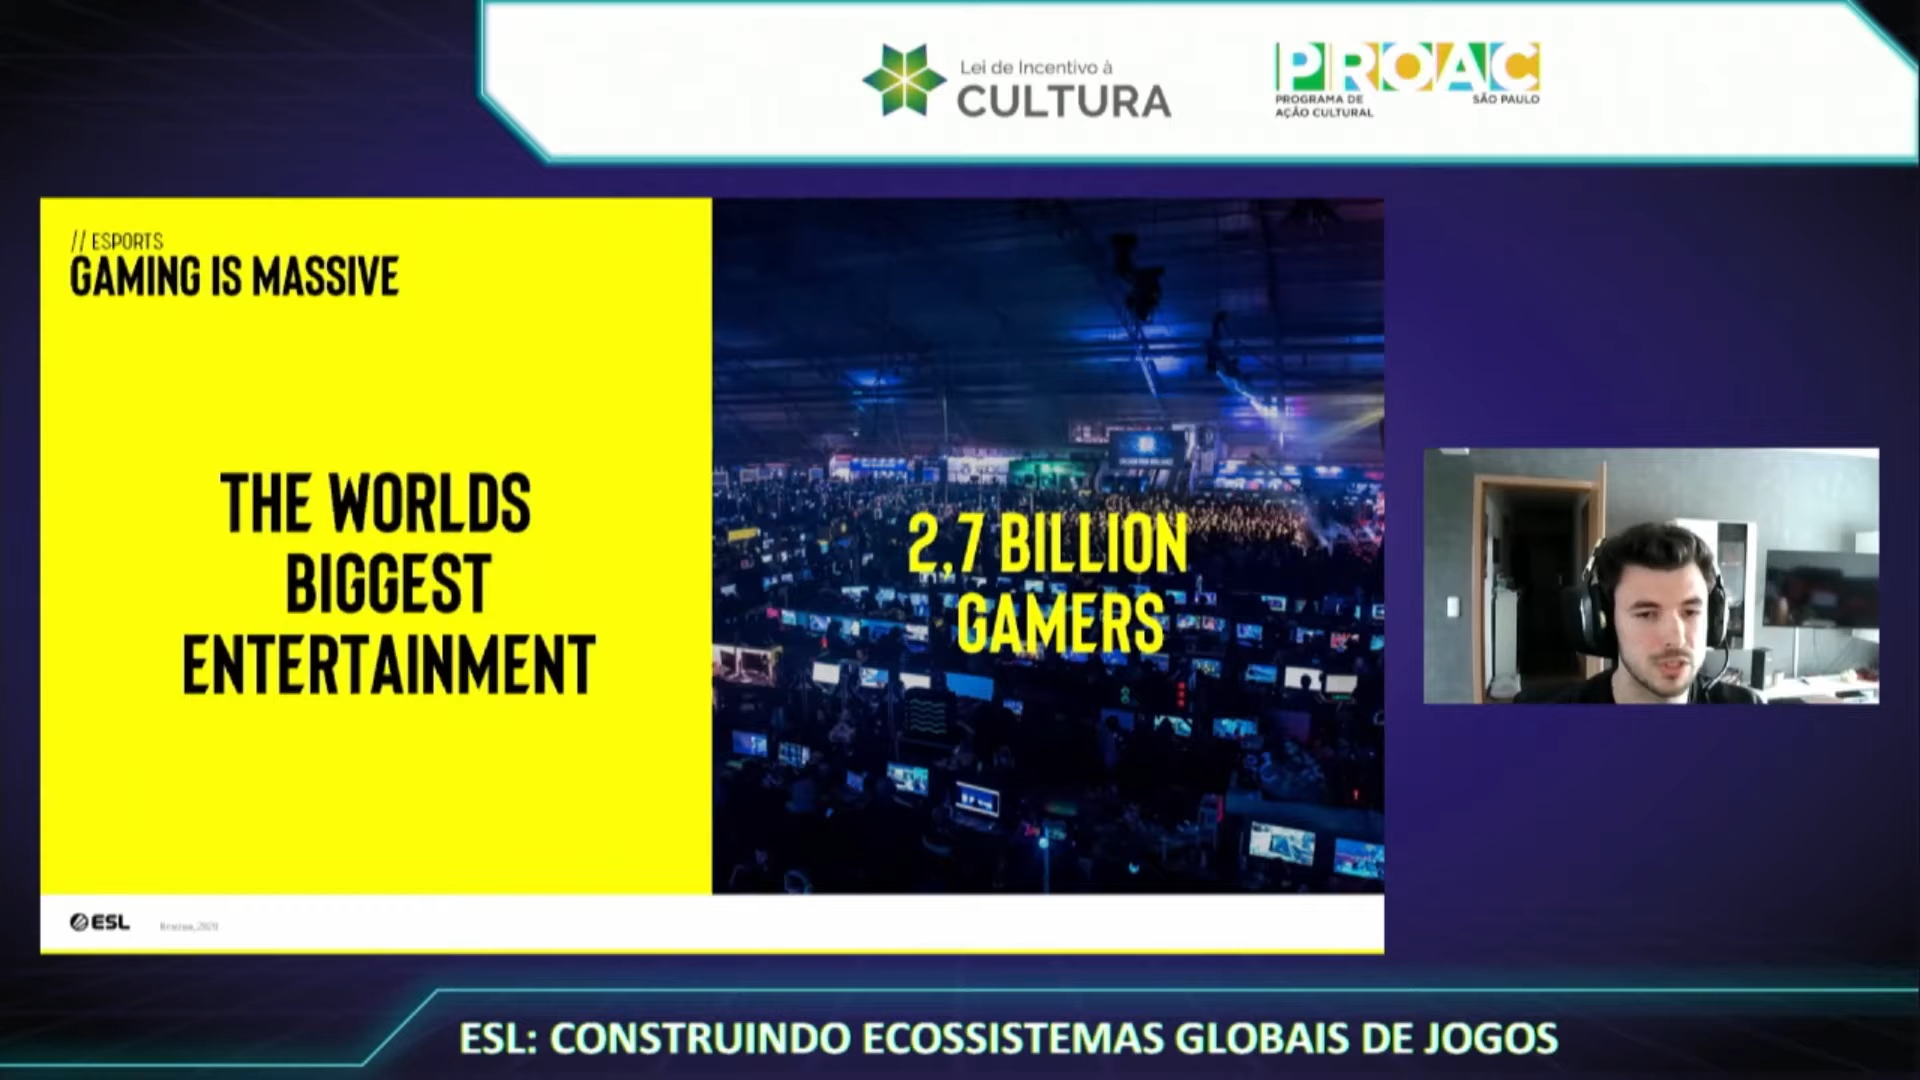 Lei de Incentivo à
CULTURA
PROAC
PROGRAMA DE
AÇÃO CULTURAL
SÃO PAULO
// ESPORTS
GAMING IS MASSIVE
THE WORLDS
BIGGEST
ENTERTAINMENT
2,7 BILLION
GAMERS
ESL
ESL: CONSTRUINDO ECOSSISTEMAS GLOBAIS DE JOGOS